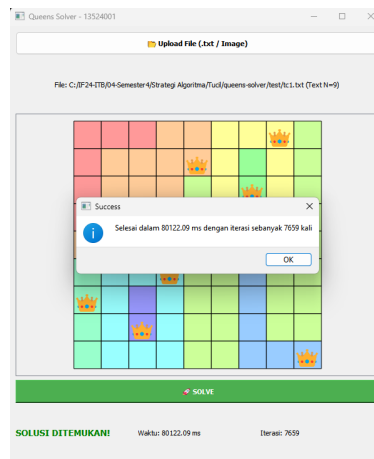 Queens Solver - 13524001
Upload File (.txt / Image)
File: C:/IF24-ITB/04-Semester4/Strategi Algoritma/Tucil/queens-solver/test/tc1.txt (Text N=9)
Success
Selesai dalam 80122.09 ms dengan iterasi sebanyak 7659 kali
OK
SOLVE
SOLUSI DITEMUKAN! Waktu: 80122.09 ms Iterasi: 7659